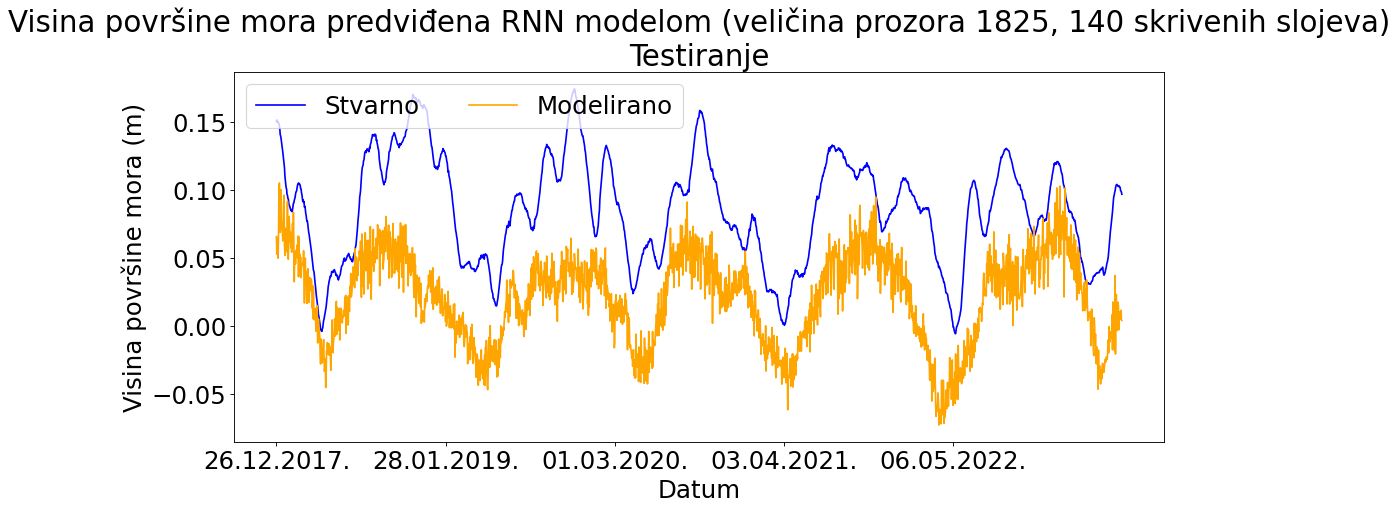 Visina površine mora predviđena RNN modelom (veličina prozora 1825, 140 skrivenih slojeva)
Testiranje
Stvarno
Modelirano
Visina površine mora (m)
0.15
0.10
0.05
0.00
−0.05
26.12.2017.
28.01.2019.
01.03.2020.
03.04.2021.
06.05.2022.
Datum